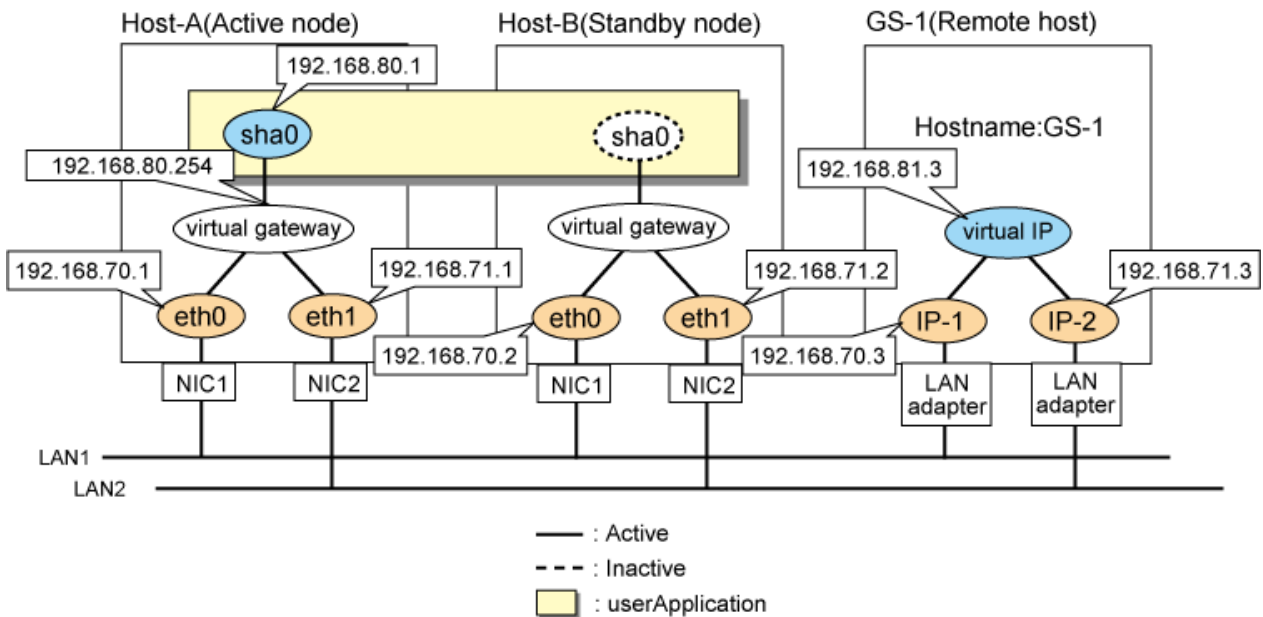 Host-A(Active node)
Host-B(Standby node)
GS-1(Remote host)
192.168.80.1
sha0
sha0
Hostname:GS-1
192.168.80.254
192.168.81.3
virtual gateway
virtual gateway
virtual IP
192.168.70.1
192.168.71.1
192.168.71.2
192.168.71.3
eth0
eth1
eth0
eth1
IP-1
IP-2
192.168.70.2
192.168.70.3
NIC1
NIC2
NIC1
NIC2
LAN
adapter
LAN
adapter
LAN1
LAN2
: Active
: Inactive
: userApplication